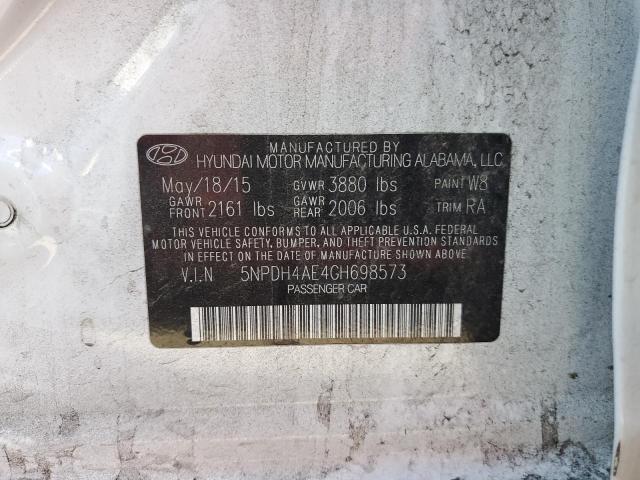 MANUFACTURED BY
HYUNDAI MOTOR MANUFACTURING ALABAMA, LLC.
May/18/15 GVWR 3880 lbs PAINT W8
GAWR FRONT 2161 lbs GAWR REAR 2006 lbs TRIM RA
THIS VEHICLE CONFORMS TO ALL APPLICABLE U.S.A. FEDERAL
MOTOR VEHICLE SAFETY, BUMPER, AND THEFT PREVENTION STANDARDS
IN EFFECT ON THE DATE OF MANUFACTURE SHOWN ABOVE.
V.I.N 5NPDH4AE4GH698573
PASSENGER CAR